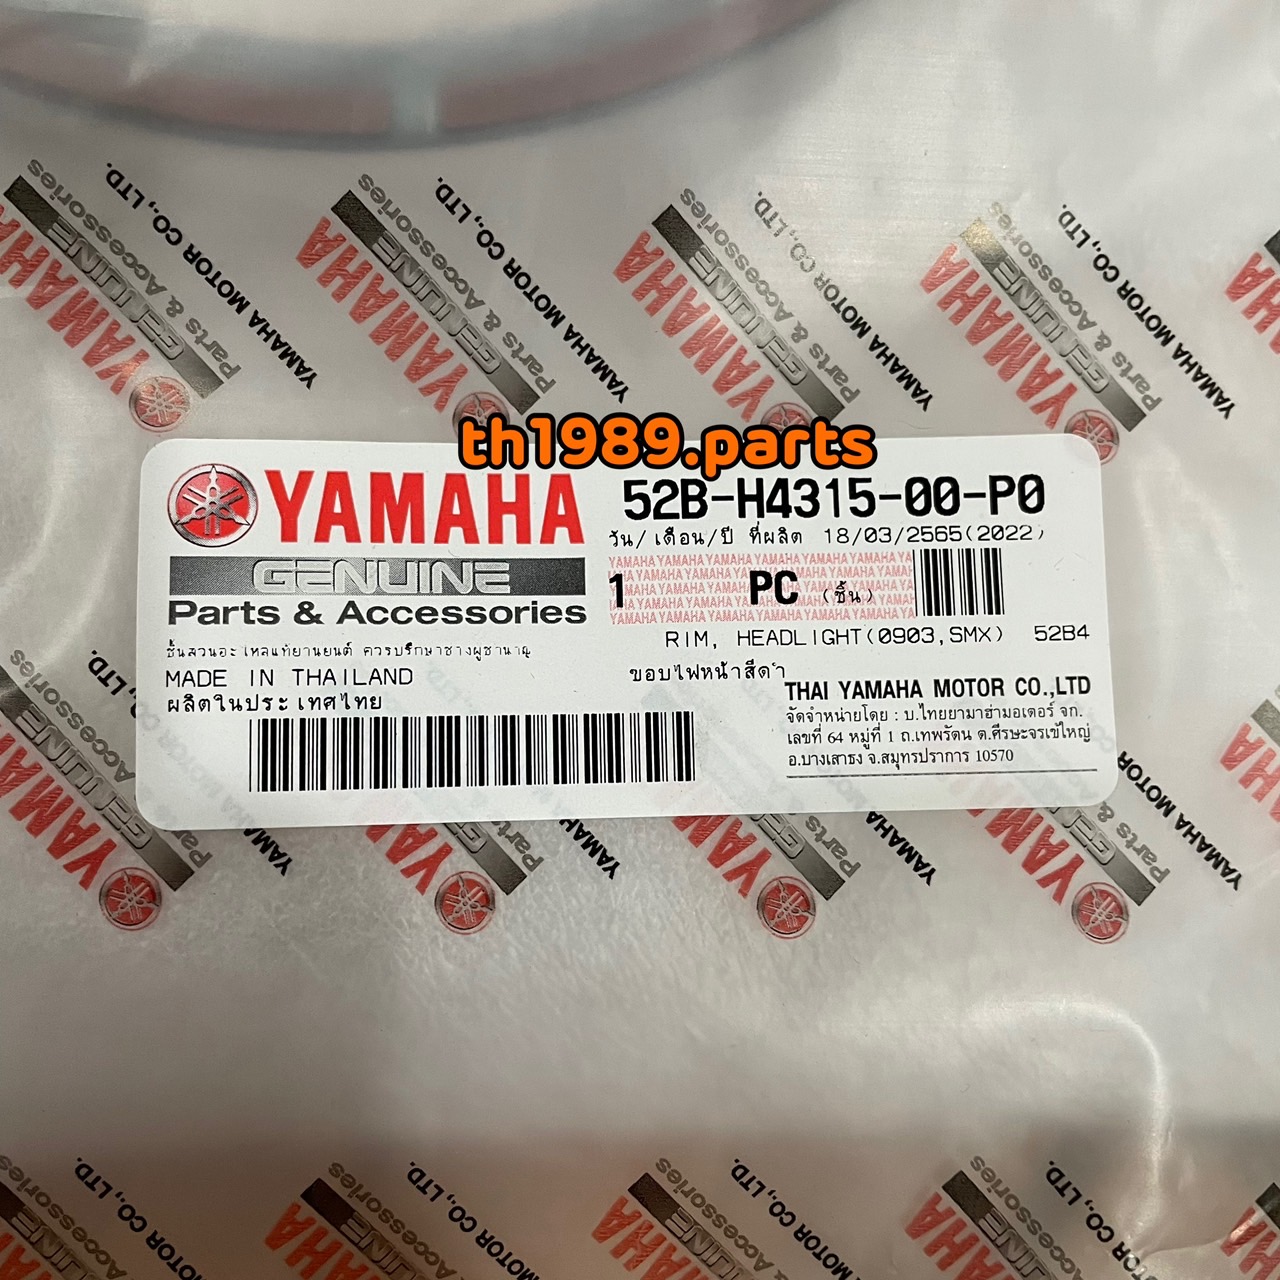 th1989.parts
YAMAHA
GENUINE
Parts & Accessories
52B-H4315-00-P0
วัน/เดือน/ปี ที่ผลิต 18/03/2565(2022)
1 PC (ชิ้น)
RIM, HEADLIGHT(0903,SMX) 52B4
ชิ้นส่วนอะไหล่แท้ยานยนต์ ควรปรึกษาช่างผู้ชำนาญ
MADE IN THAILAND
ขอบไฟหน้าสีดำ
ผลิตในประเทศไทย
THAI YAMAHA MOTOR CO.,LTD
จัดจำหน่ายโดย : บ.ไทยยามาฮ่ามอเตอร์ จก.
เลขที่ 64 หมู่ที่ 1 ถ.เทพรัตน ต.ศีรษะจรเข้ใหญ่
อ.บางเสาธง จ.สมุทรปราการ 10570
YAMAHA
GENUINE
Parts & Accessories
YAMAHA MOTOR CO.,LTD.